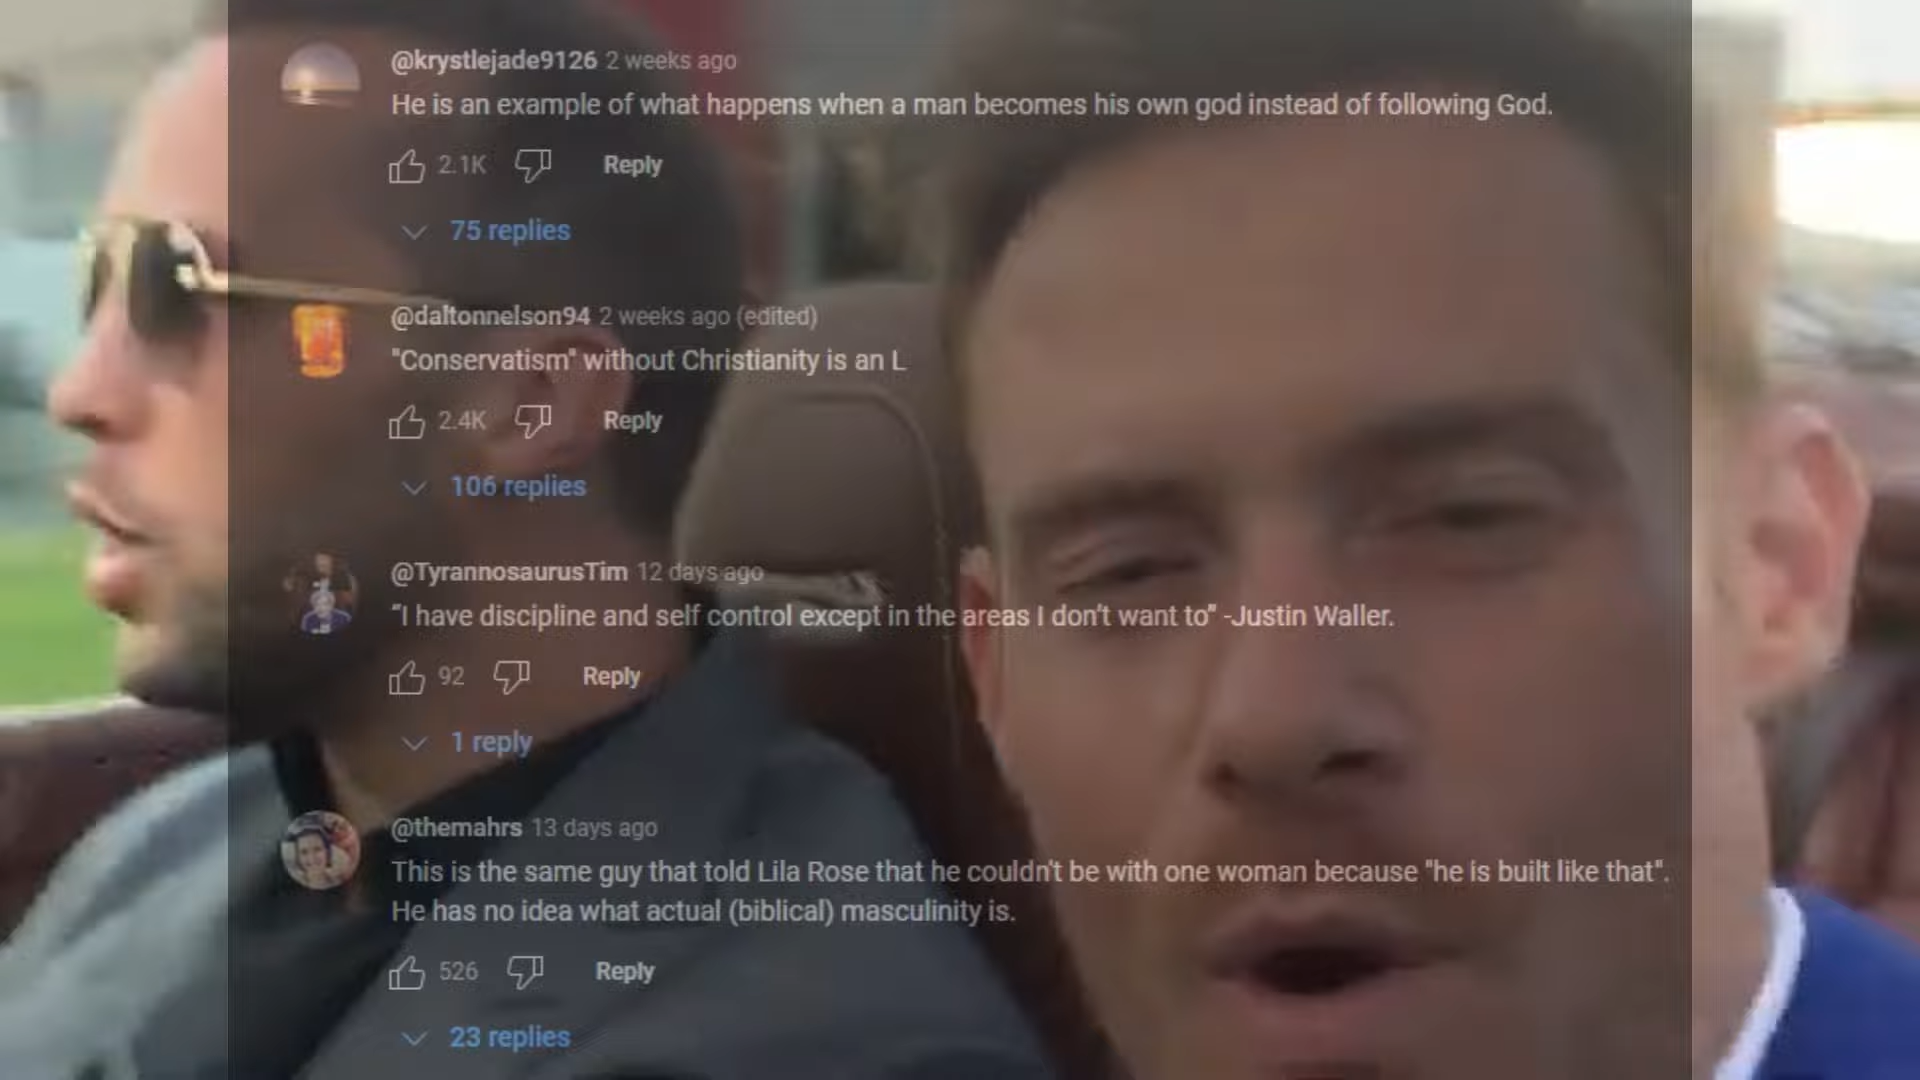 @krystlejade9126 2 weeks ago
He is an example of what happens when a man becomes his own god instead of following God.
2.1K Reply
75 replies
@daltonnelson94 2 weeks ago (edited)
"Conservatism" without Christianity is an L
2.4K Reply
106 replies
@TyrannosaurusTim 12 days ago
“I have discipline and self control except in the areas I don’t want to” -Justin Waller.
92 Reply
1 reply
@themahrs 13 days ago
This is the same guy that told Lila Rose that he couldn't be with one woman because "he is built like that".
He has no idea what actual (biblical) masculinity is.
526 Reply
23 replies